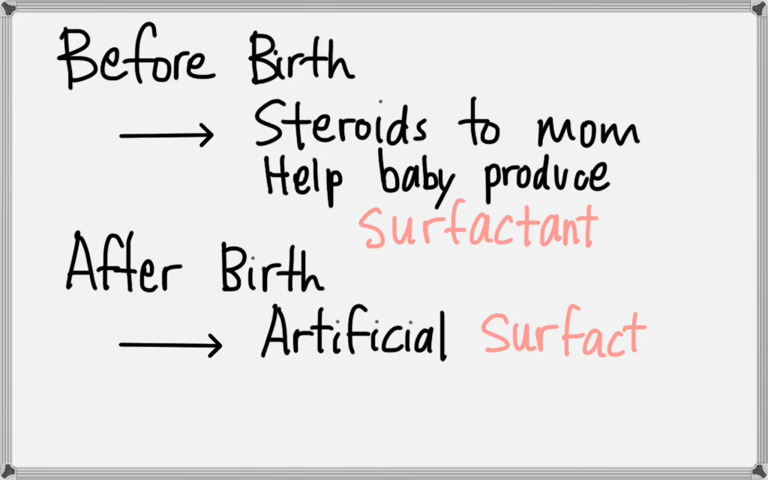 Before Birth
→ Steroids to mom
Help baby produce
Surfactant
After Birth
→ Artificial Surfact